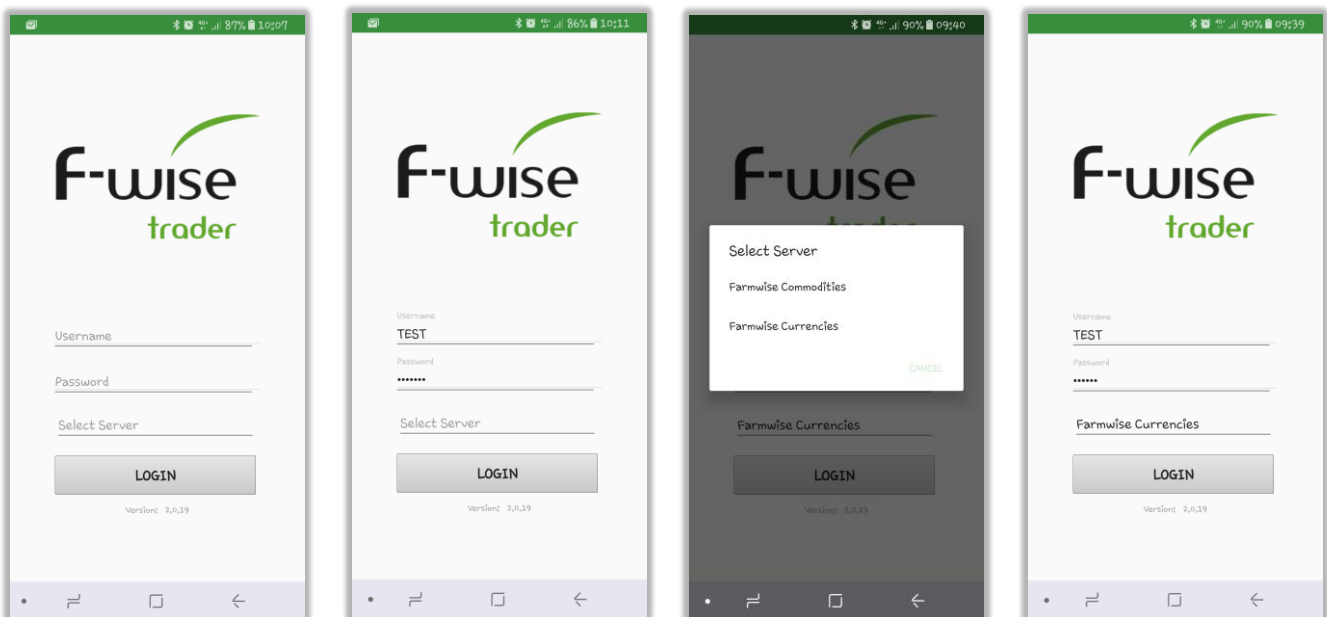 87% 10:07
F-wise
trader
Username
Password
Select Server
LOGIN
Version: 2.0.19
86% 10:11
F-wise
trader
Username
TEST
Password
•••••••
Select Server
LOGIN
Version: 2.0.19
90% 09:40
F-wise
Select Server
Farmwise Commodities
Farmwise Currencies
CANCEL
Farmwise Currencies
LOGIN
Version: 2.0.19
90% 09:39
F-wise
trader
Username
TEST
Password
••••••
Farmwise Currencies
LOGIN
Version: 2.0.19